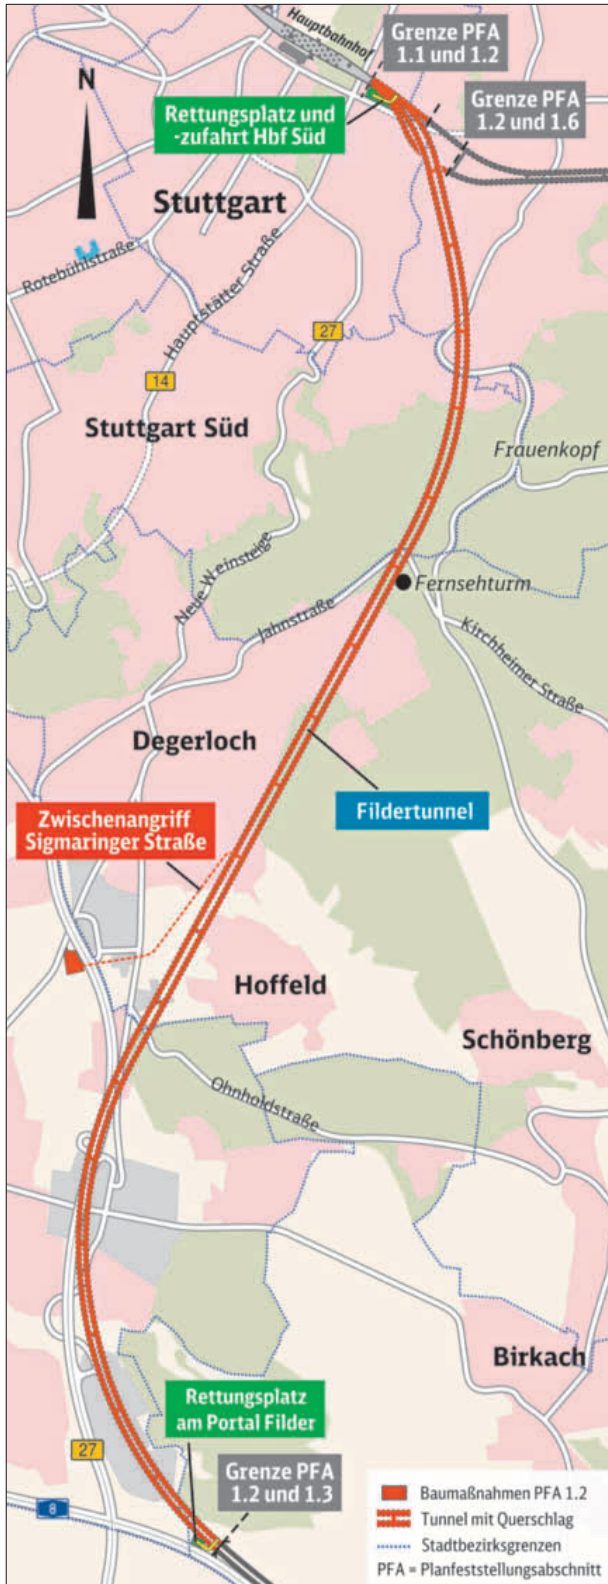 Hauptbahnhof
Grenze PFA
1.1 und 1.2
N
Rettungsplatz und
-zufahrt Hbf Süd
Grenze PFA
1.2 und 1.6
Stuttgart
Rotebühlstraße
Hauptstätter Straße
27
14
Stuttgart Süd
Frauenkopf
Neue Weinsteige
Fernsehturm
Jahnstraße
Kirchheimer Straße
Degerloch
Fildertunnel
Zwischenangriff
Sigmaringer Straße
Hoffeld
Schönberg
Ohnholdstraße
Birkach
Rettungsplatz
am Portal Filder
27
Grenze PFA
1.2 und 1.3
8
Baumaßnahmen PFA 1.2
Tunnel mit Querschlag
Stadtbezirksgrenzen
PFA = Planfeststellungsabschnitt